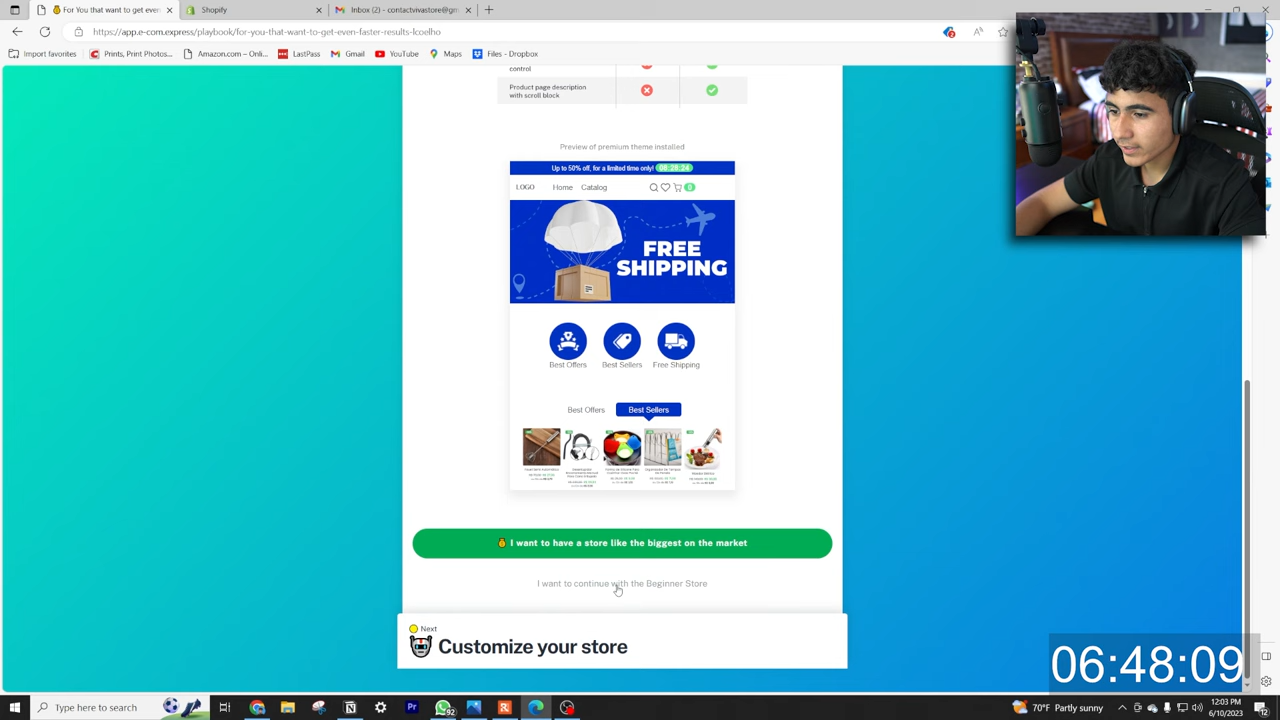 For You that want to get even
Shopify
Inbox (2) - contactvivastore@gm
https://app.e-com.express/playbook/for-you-that-want-to-get-even-faster-results-lcoelho
Import favorites
Prints, Print Photos...
Amazon.com – Onli...
LastPass
Gmail
YouTube
Maps
Files - Dropbox
control
Product page description
with scroll block
Preview of premium theme installed
Up to 50% off, for a limited time only!
LOGO
Home
Catalog
0
FREE
SHIPPING
Best Offers
Best Sellers
Free Shipping
Best Offers
Best Sellers
I want to have a store like the biggest on the market
I want to continue with the Beginner Store
Next
Customize your store
06:48:09
Type here to search
92
70°F Partly sunny
12:03 PM
6/10/2023